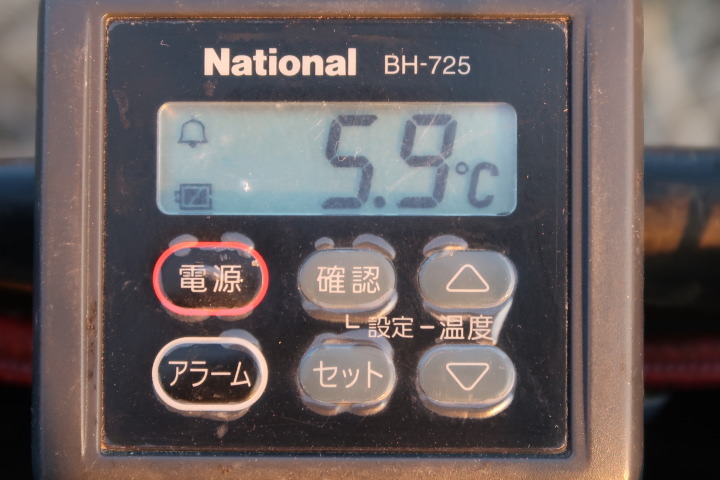 National BH-725
5.9℃
電源 確認 △
設定 - 温度
アラーム セット ▽